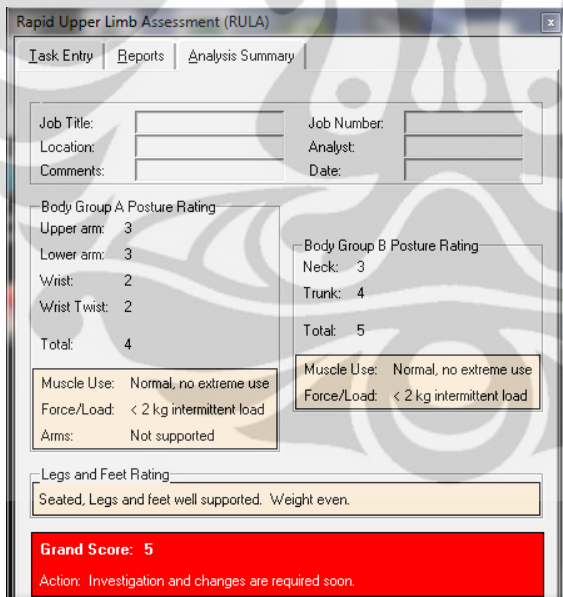 Rapid Upper Limb Assessment (RULA)
Task Entry Reports Analysis Summary
Job Title: Job Number:
Location: Analyst:
Comments: Date:
Body Group A Posture Rating
Upper arm: 3
Lower arm: 3
Wrist: 2
Wrist Twist: 2
Total: 4
Muscle Use: Normal, no extreme use
Force/Load: < 2 kg intermittent load
Arms: Not supported
Body Group B Posture Rating
Neck: 3
Trunk: 4
Total: 5
Muscle Use: Normal, no extreme use
Force/Load: < 2 kg intermittent load
Legs and Feet Rating
Seated, Legs and feet well supported. Weight even.
Grand Score: 5
Action: Investigation and changes are required soon.